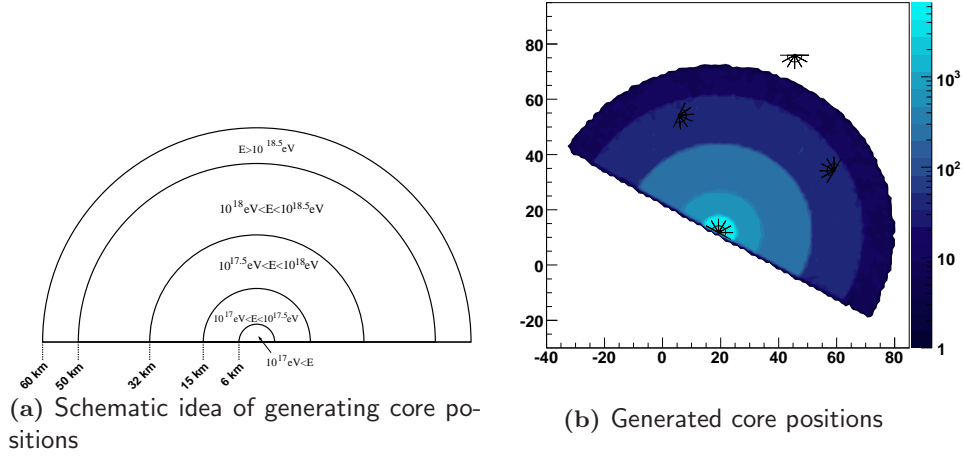 E>10^18.5eV
10^18eV<E<10^18.5eV
10^17.5eV<E<10^18eV
10^17eV<E<10^17.5eV
10^17eV<E
60 km
50 km
32 km
15 km
6 km
(a) Schematic idea of generating core po-
sitions
80
60
40
20
0
-20
-40
-20
0
20
40
60
80
10^3
10^2
10
1
(b) Generated core positions